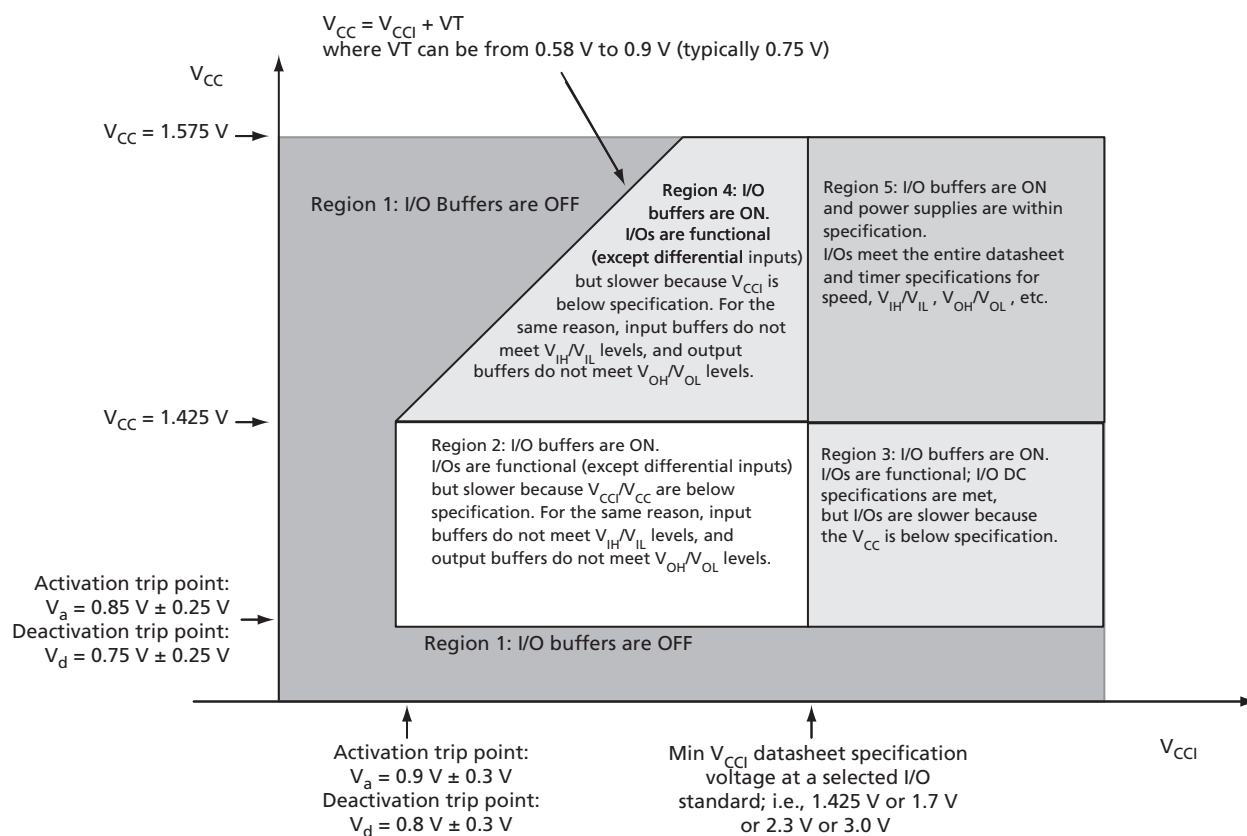 V_CC = V_CCI + VT
where VT can be from 0.58 V to 0.9 V (typically 0.75 V)
V_CC
V_CC = 1.575 V
Region 1: I/O Buffers are OFF
Region 4: I/O
buffers are ON.
I/Os are functional
(except differential inputs)
but slower because V_CCI is
below specification. For the
same reason, input buffers do not
meet V_IH/V_IL levels, and output
buffers do not meet V_OH/V_OL levels.
Region 5: I/O buffers are ON
and power supplies are within
specification.
I/Os meet the entire datasheet
and timer specifications for
speed, V_IH/V_IL , V_OH/V_OL , etc.
V_CC = 1.425 V
Region 2: I/O buffers are ON.
I/Os are functional (except differential inputs)
but slower because V_CCI/V_CC are below
specification. For the same reason, input
buffers do not meet V_IH/V_IL levels, and
output buffers do not meet V_OH/V_OL levels.
Region 3: I/O buffers are ON.
I/Os are functional; I/O DC
specifications are met,
but I/Os are slower because
the V_CC is below specification.
Activation trip point:
V_a = 0.85 V ± 0.25 V
Deactivation trip point:
V_d = 0.75 V ± 0.25 V
Region 1: I/O buffers are OFF
Activation trip point:
V_a = 0.9 V ± 0.3 V
Deactivation trip point:
V_d = 0.8 V ± 0.3 V
Min V_CCI datasheet specification
voltage at a selected I/O
standard; i.e., 1.425 V or 1.7 V
or 2.3 V or 3.0 V
V_CCI